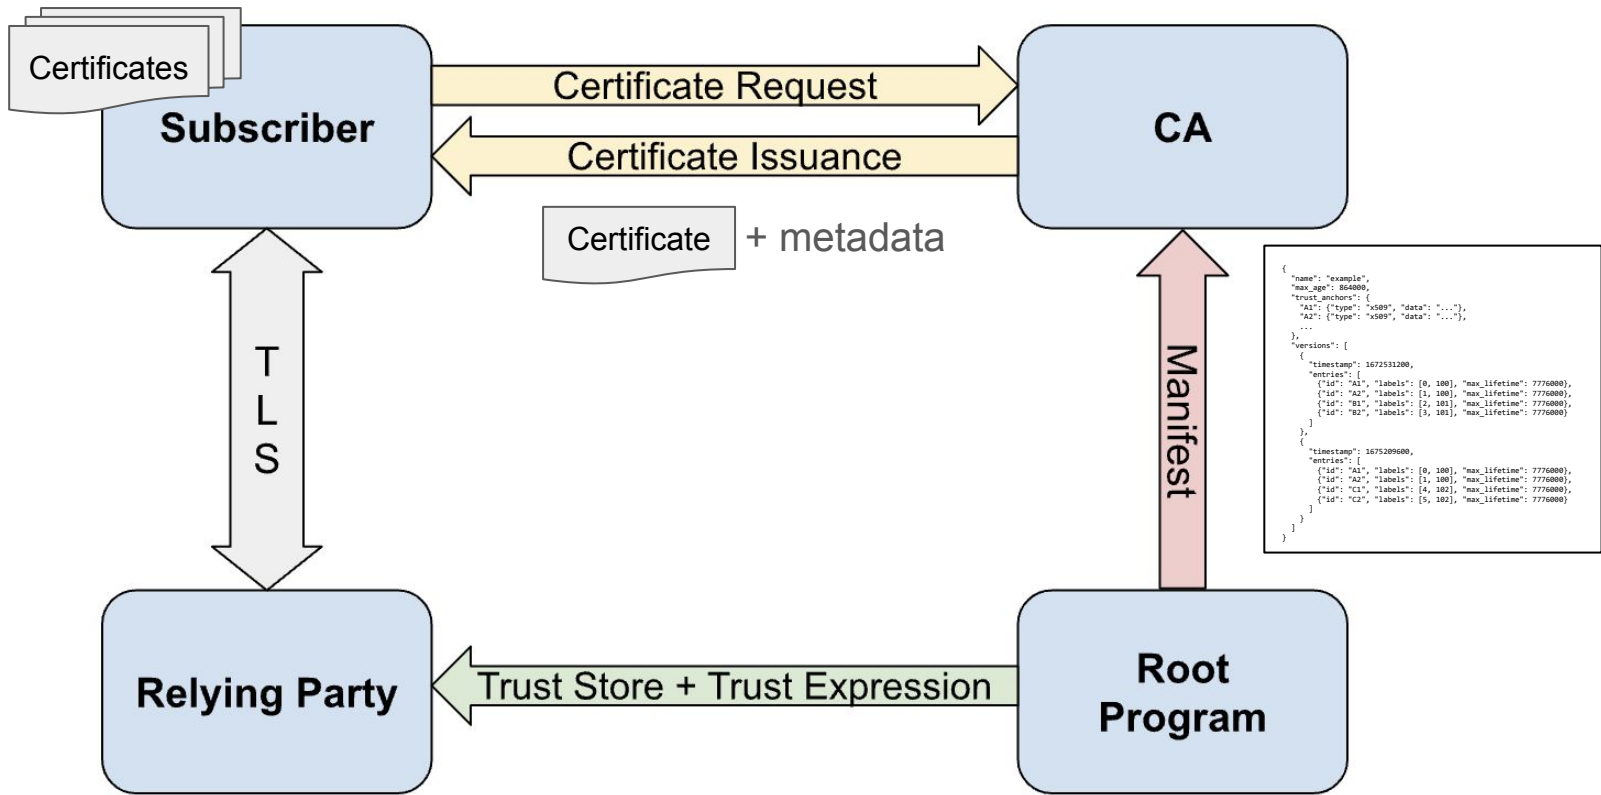 Certificates
Subscriber
Certificate Request
Certificate Issuance
CA
Certificate
+ metadata
T
L
S
Manifest
{
"name": "example",
"max_age": 864000,
"trust_anchors": {
"A1": {"type": "x509", "data": "..."},
"A2": {"type": "x509", "data": "..."},
...
},
"versions": [
{
"timestamp": 1672531200,
"entries": [
{"id": "A1", "labels": [0, 100], "max_lifetime": 7776000},
{"id": "A2", "labels": [1, 100], "max_lifetime": 7776000},
{"id": "B1", "labels": [2, 101], "max_lifetime": 7776000},
{"id": "B2", "labels": [3, 101], "max_lifetime": 7776000}
]
},
{
"timestamp": 1675209600,
"entries": [
{"id": "A1", "labels": [0, 100], "max_lifetime": 7776000},
{"id": "A2", "labels": [1, 100], "max_lifetime": 7776000},
{"id": "C1", "labels": [4, 102], "max_lifetime": 7776000},
{"id": "C2", "labels": [5, 102], "max_lifetime": 7776000}
]
}
]
}
Relying Party
Trust Store + Trust Expression
Root
Program